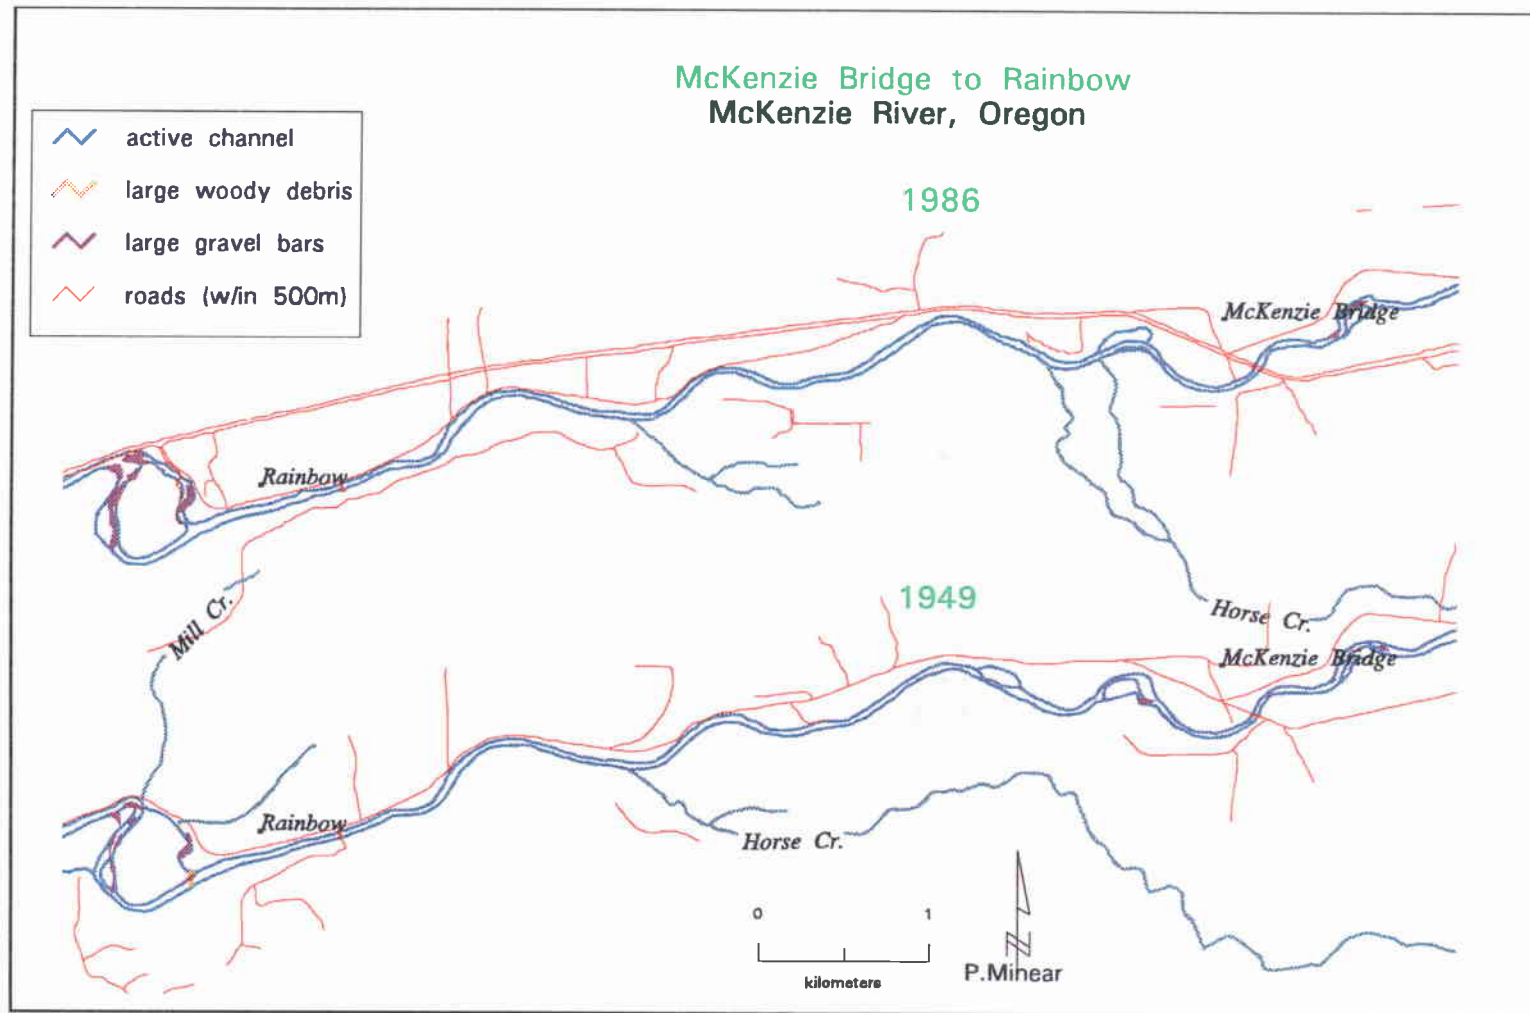 McKenzie Bridge to Rainbow
McKenzie River, Oregon
active channel
large woody debris
large gravel bars
roads (w/in 500m)
1986
McKenzie Bridge
Rainbow
Mill Cr.
Horse Cr.
1949
McKenzie Bridge
Rainbow
Horse Cr.
0 1
kilometers
N
P.Minear